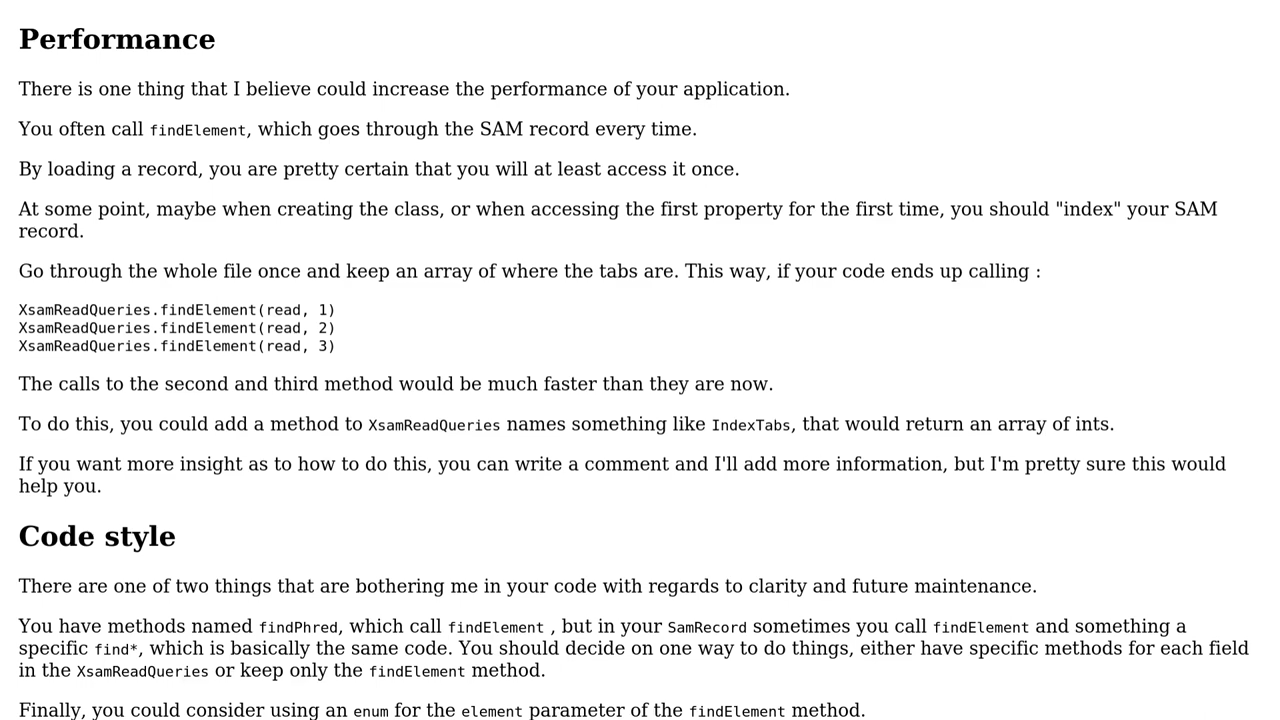 Performance
There is one thing that I believe could increase the performance of your application.
You often call findElement, which goes through the SAM record every time.
By loading a record, you are pretty certain that you will at least access it once.
At some point, maybe when creating the class, or when accessing the first property for the first time, you should "index" your SAM
record.
Go through the whole file once and keep an array of where the tabs are. This way, if your code ends up calling :
XsamReadQueries.findElement(read, 1)
XsamReadQueries.findElement(read, 2)
XsamReadQueries.findElement(read, 3)
The calls to the second and third method would be much faster than they are now.
To do this, you could add a method to XsamReadQueries names something like IndexTabs, that would return an array of ints.
If you want more insight as to how to do this, you can write a comment and I'll add more information, but I'm pretty sure this would
help you.
Code style
There are one of two things that are bothering me in your code with regards to clarity and future maintenance.
You have methods named findPhred, which call findElement , but in your SamRecord sometimes you call findElement and something a
specific find*, which is basically the same code. You should decide on one way to do things, either have specific methods for each field
in the XsamReadQueries or keep only the findElement method.
Finally, you could consider using an enum for the element parameter of the findElement method.